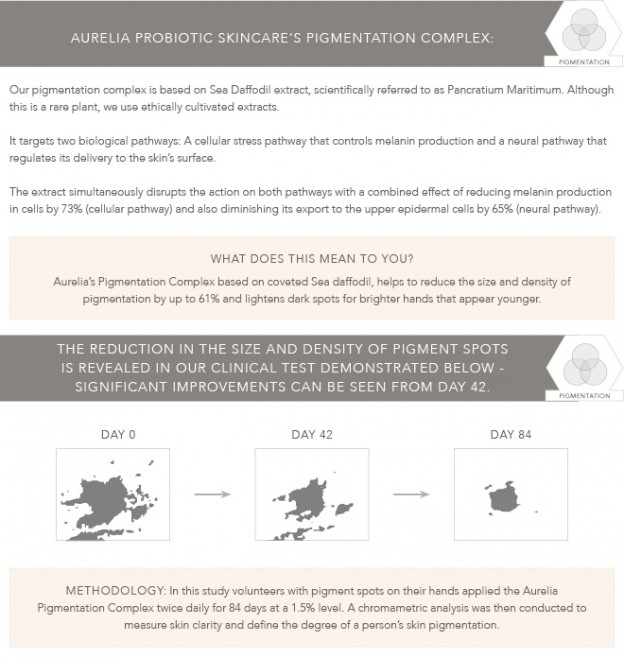 AURELIA PROBIOTIC SKINCARE'S PIGMENTATION COMPLEX:
PIGMENTATION
Our pigmentation complex is based on Sea Daffodil extract, scientifically referred to as Pancratium Maritimum. Although
this is a rare plant, we use ethically cultivated extracts.
It targets two biological pathways: A cellular stress pathway that controls melanin production and a neural pathway that
regulates its delivery to the skin's surface.
The extract simultaneously disrupts the action on both pathways with a combined effect of reducing melanin production
in cells by 73% (cellular pathway) and also diminishing its export to the upper epidermal cells by 65% (neural pathway).
WHAT DOES THIS MEAN TO YOU?
Aurelia's Pigmentation Complex based on coveted Sea daffodil, helps to reduce the size and density of
pigmentation by up to 61% and lightens dark spots for brighter hands that appear younger.
THE REDUCTION IN THE SIZE AND DENSITY OF PIGMENT SPOTS
IS REVEALED IN OUR CLINICAL TEST DEMONSTRATED BELOW -
SIGNIFICANT IMPROVEMENTS CAN BE SEEN FROM DAY 42.
PIGMENTATION
DAY 0
DAY 42
DAY 84
METHODOLOGY: In this study volunteers with pigment spots on their hands applied the Aurelia
Pigmentation Complex twice daily for 84 days at a 1.5% level. A chromametric analysis was then conducted to
measure skin clarity and define the degree of a person's skin pigmentation.